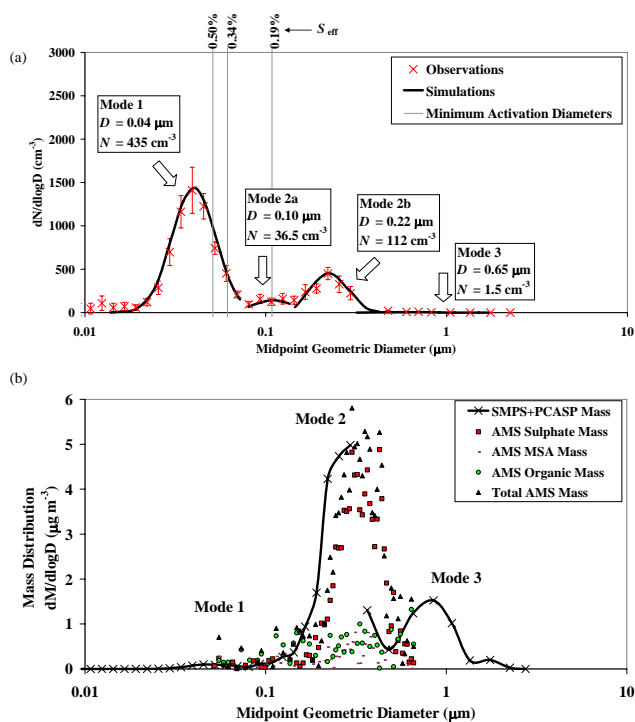 0.50%
0.34%
0.19%
S eff
(a)
3000
2500
2000
1500
1000
500
0
dN/dlogD (cm-3)
Observations
Simulations
Minimum Activation Diameters
Mode 1
D = 0.04 μm
N = 435 cm-3
Mode 2a
D = 0.10 μm
N = 36.5 cm-3
Mode 2b
D = 0.22 μm
N = 112 cm-3
Mode 3
D = 0.65 μm
N = 1.5 cm-3
0.01
0.1
1
10
Midpoint Geometric Diameter (μm)
(b)
6
5
4
3
2
1
0
Mass Distribution
dM/dlogD (μg m-3)
SMPS+PCASP Mass
AMS Sulphate Mass
AMS MSA Mass
AMS Organic Mass
Total AMS Mass
Mode 2
Mode 1
Mode 3
0.01
0.1
1
10
Midpoint Geometric Diameter (μm)